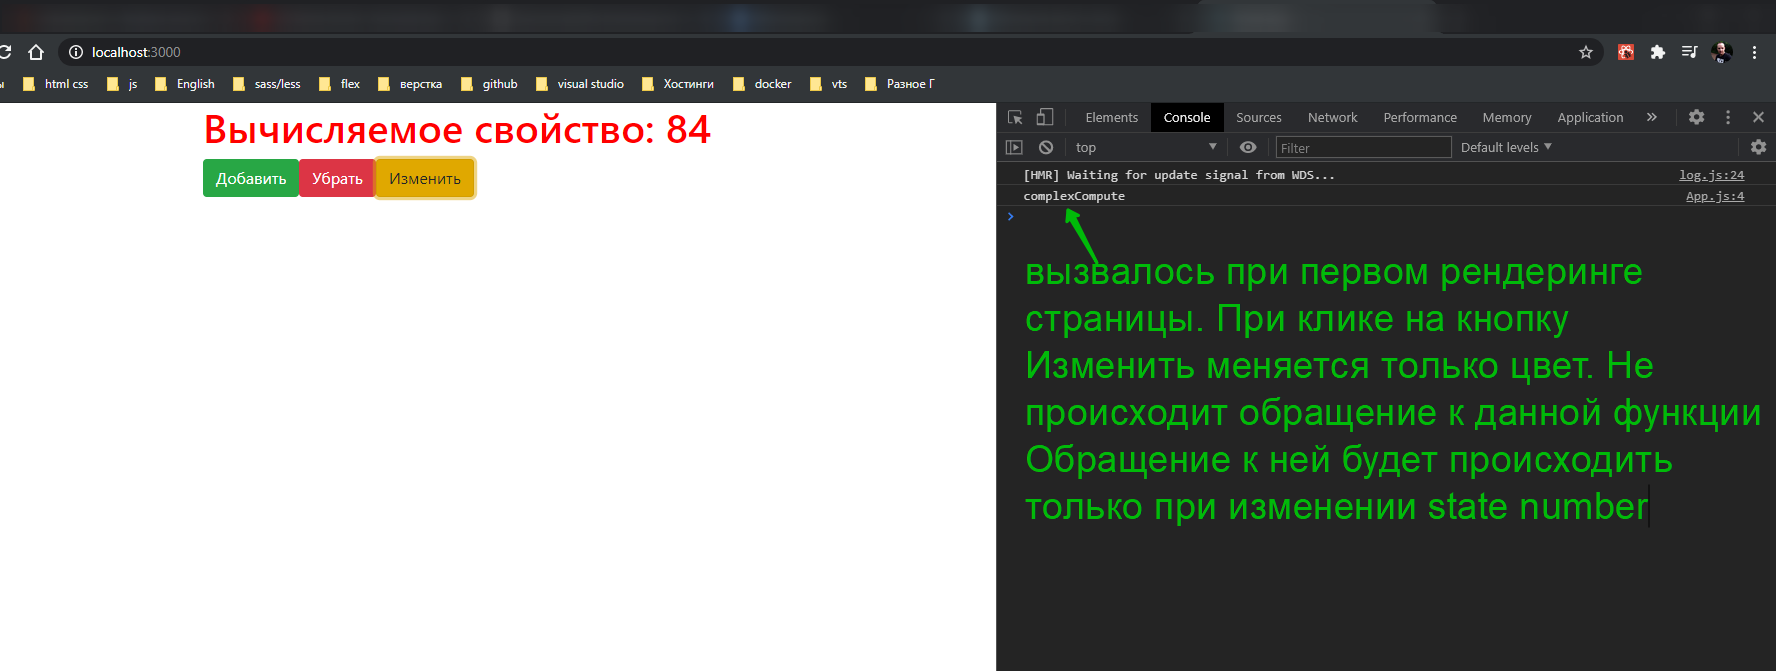 localhost:3000
ы html css js English sass/less flex верстка github visual studio Хостинги docker vts Разное Г
Вычисляемое свойство: 84
Добавить Убрать Изменить
Elements Console Sources Network Performance Memory Application »
top Filter Default levels
[HMR] Waiting for update signal from WDS... log.js:24
complexCompute App.js:4
вызвалось при первом рендеринге
страницы. При клике на кнопку
Изменить меняется только цвет. Не
происходит обращение к данной функции
Обращение к ней будет происходить
только при изменении state number